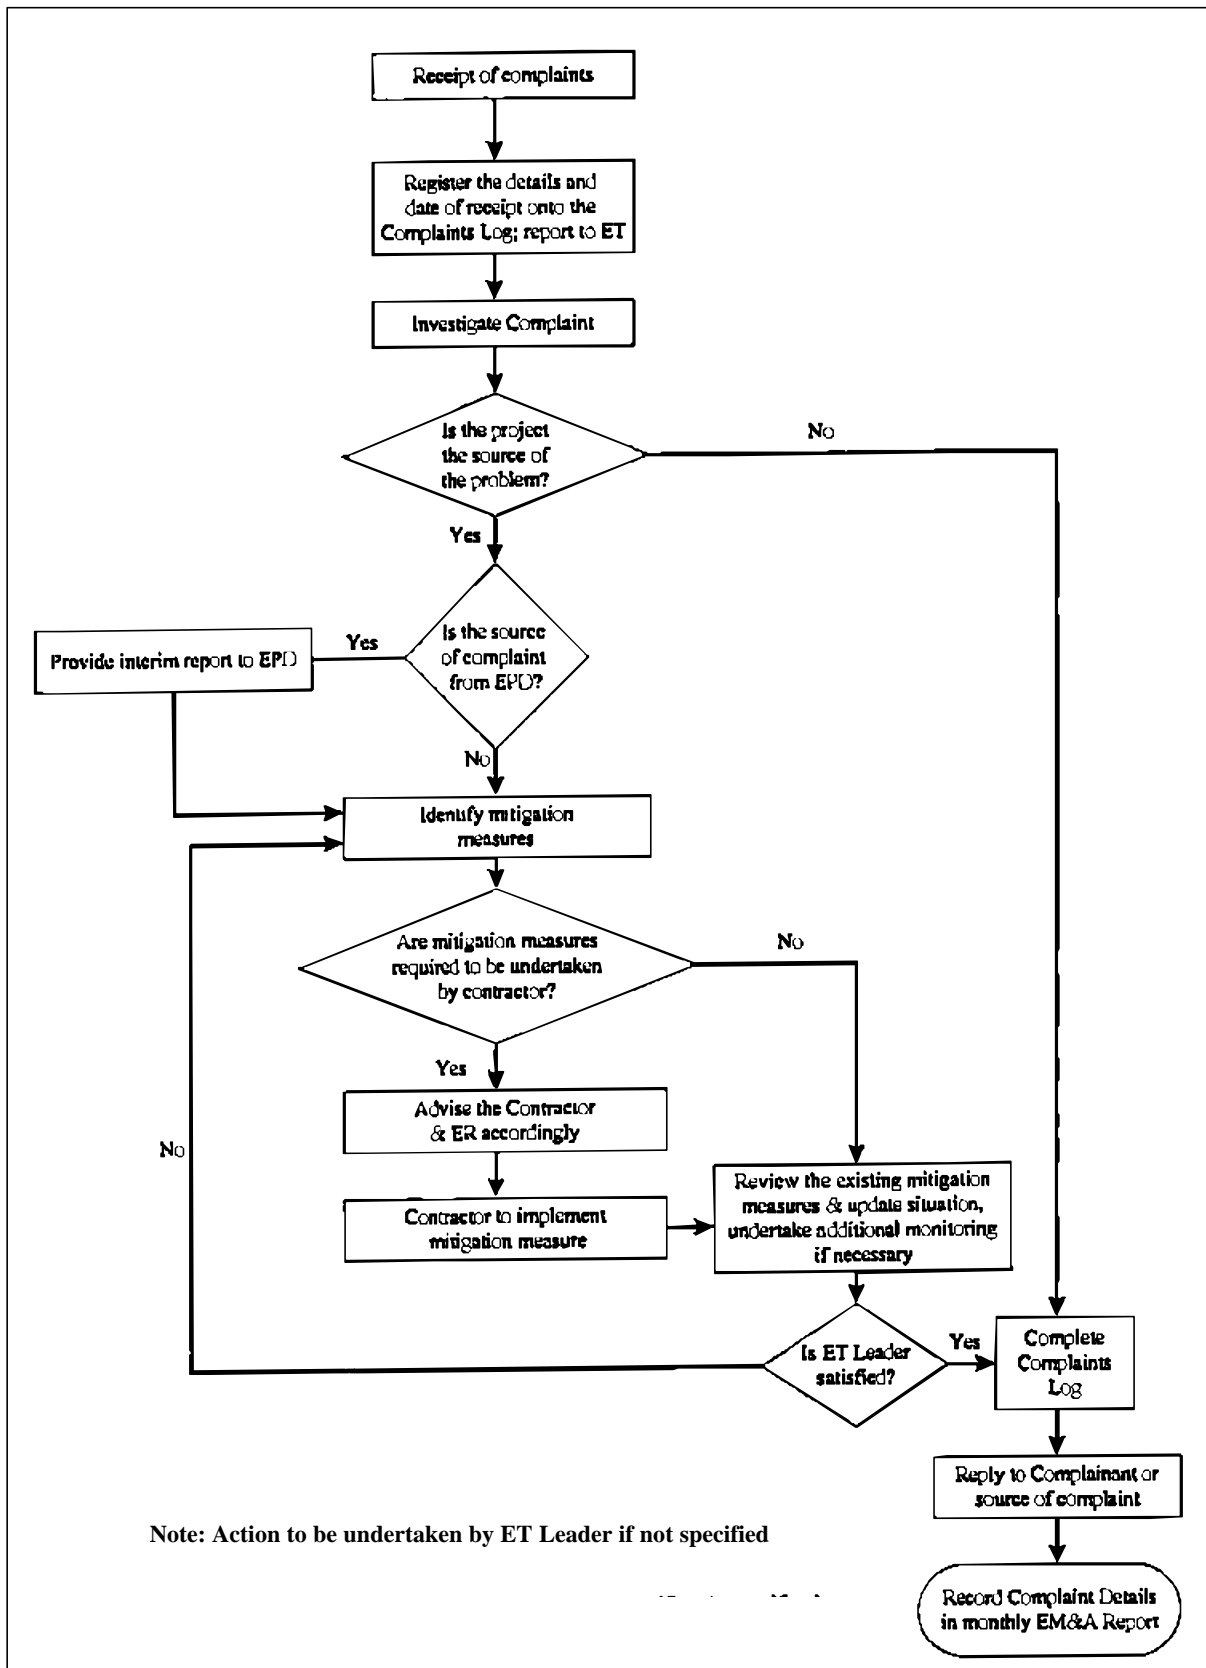 Receipt of complaints
Register the details and
date of receipt onto the
Complaints Log; report to ET
Investigate Complaint
Is the project
the source of
the problem?
No
Yes
Is the source
of complaint
from EPD?
Yes
Provide interim report to EPD
No
Identify mitigation
measures
Are mitigation measures
required to be undertaken
by contractor?
No
Yes
Advise the Contractor
& ER accordingly
Contractor to implement
mitigation measure
Review the existing mitigation
measures & update situation,
undertake additional monitoring
if necessary
Is ET Leader
satisfied?
No
Yes
Complete
Complaints
Log
Reply to Complainant or
source of complaint
Record Complaint Details
in monthly EM&A Report
Note: Action to be undertaken by ET Leader if not specified